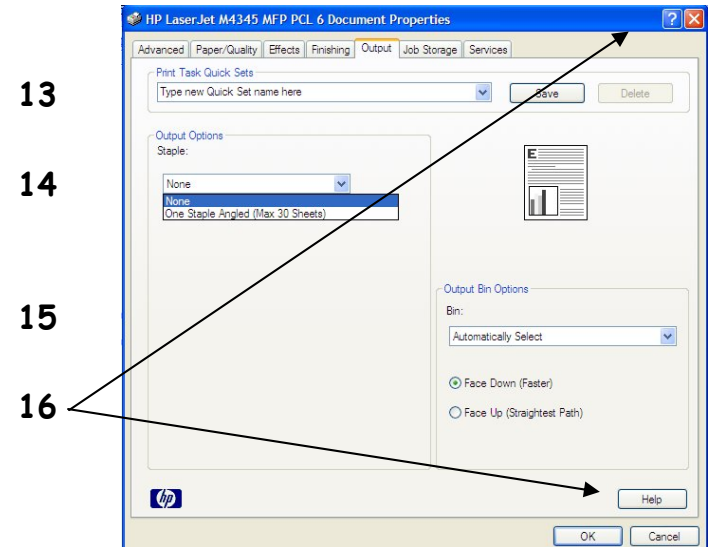 HP LaserJet M4345 MFP PCL 6 Document Properties ?
Advanced Paper/Quality Effects Finishing Output Job Storage Services
Print Task Quick Sets
13
Type new Quick Set name here Save Delete
Output Options
Staple:
14
None
None
One Staple Angled (Max 30 Sheets)
E
Output Bin Options
15
Bin:
Automatically Select
Face Down (Faster)
16
Face Up (Straightest Path)
hp
Help
OK Cancel